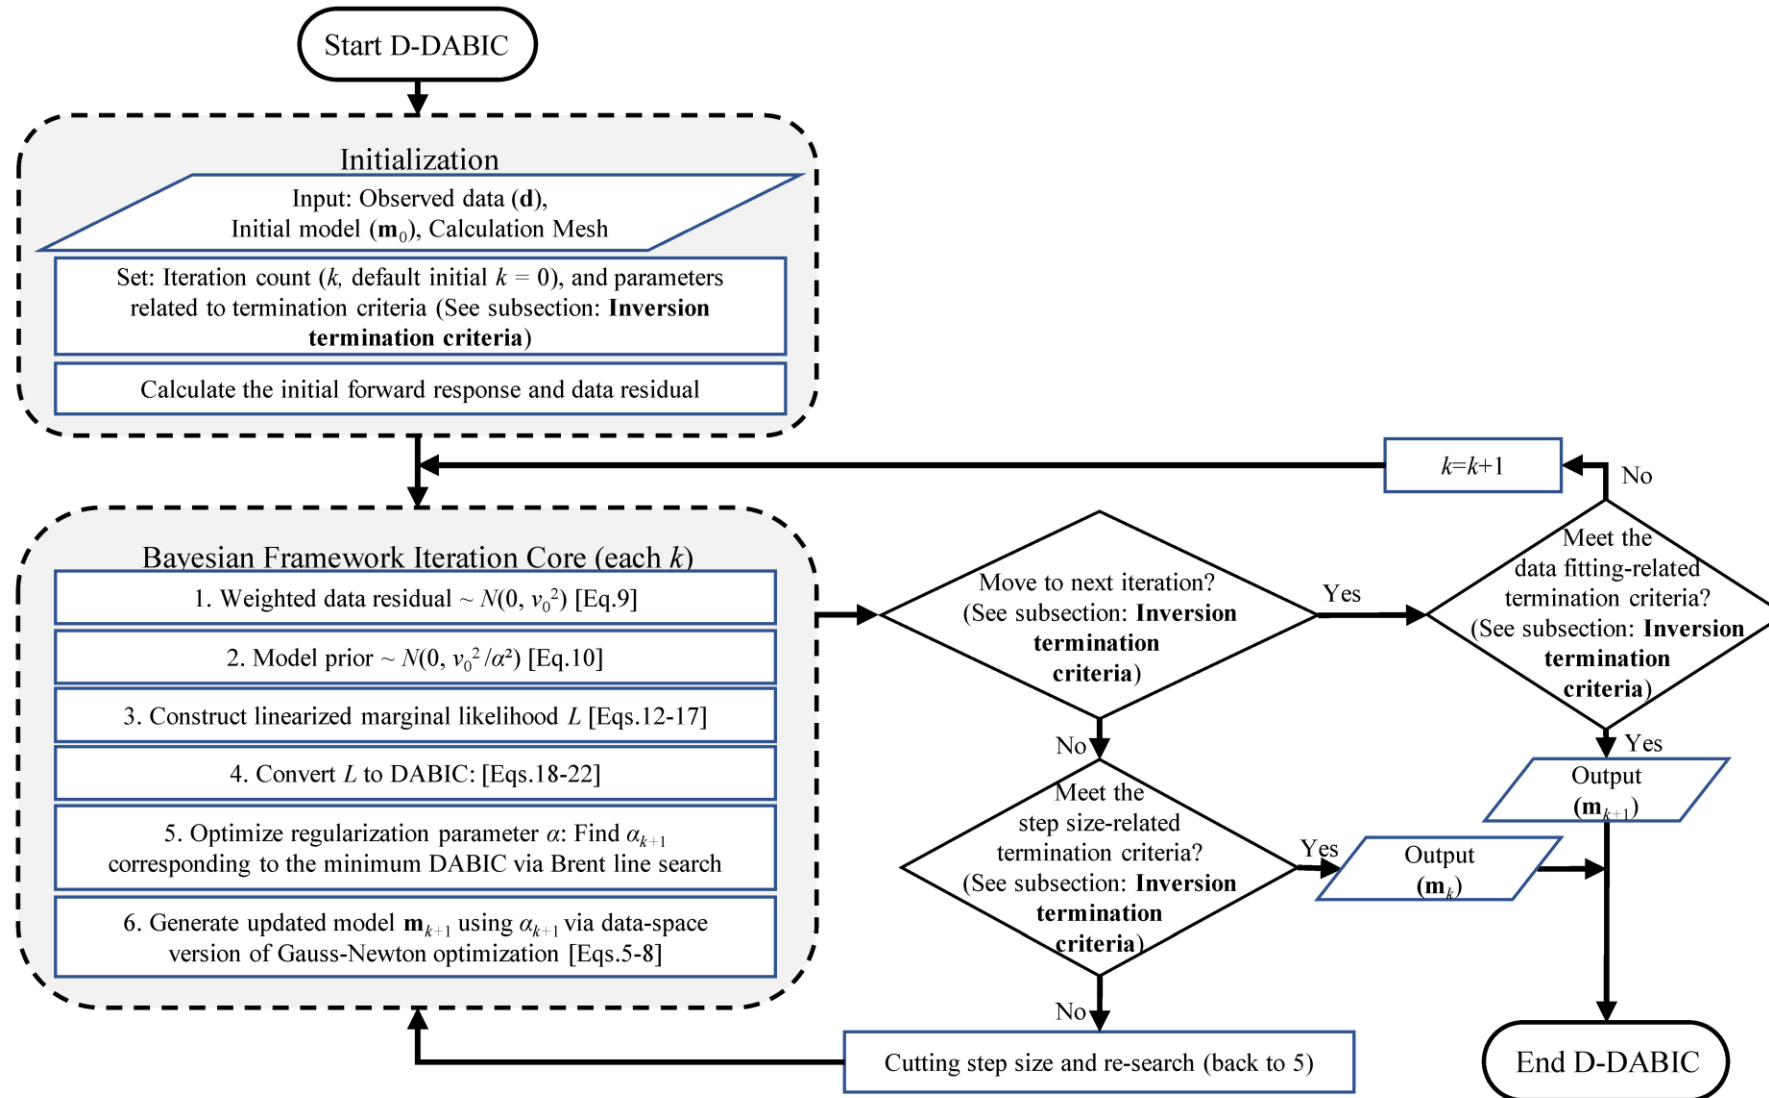 Start D-DABIC
Initialization
Input: Observed data (d),
Initial model (m₀), Calculation Mesh
Set: Iteration count (k, default initial k = 0), and parameters
related to termination criteria (See subsection: Inversion
termination criteria)
Calculate the initial forward response and data residual
k=k+1
No
Bayesian Framework Iteration Core (each k)
1. Weighted data residual ~ N(0, v₀²) [Eq.9]
2. Model prior ~ N(0, v₀²/α²) [Eq.10]
3. Construct linearized marginal likelihood L [Eqs.12-17]
4. Convert L to DABIC: [Eqs.18-22]
5. Optimize regularization parameter α: Find αₖ₊₁
corresponding to the minimum DABIC via Brent line search
6. Generate updated model mₖ₊₁ using αₖ₊₁ via data-space
version of Gauss-Newton optimization [Eqs.5-8]
Move to next iteration?
(See subsection: Inversion
termination
criteria)
Yes
Meet the
data fitting-related
termination criteria?
(See subsection: Inversion
termination
criteria)
No
Yes
Meet the
step size-related
termination criteria?
(See subsection: Inversion
termination
criteria)
Yes
Output
(mₖ)
Output
(mₖ₊₁)
No
Cutting step size and re-search (back to 5)
End D-DABIC